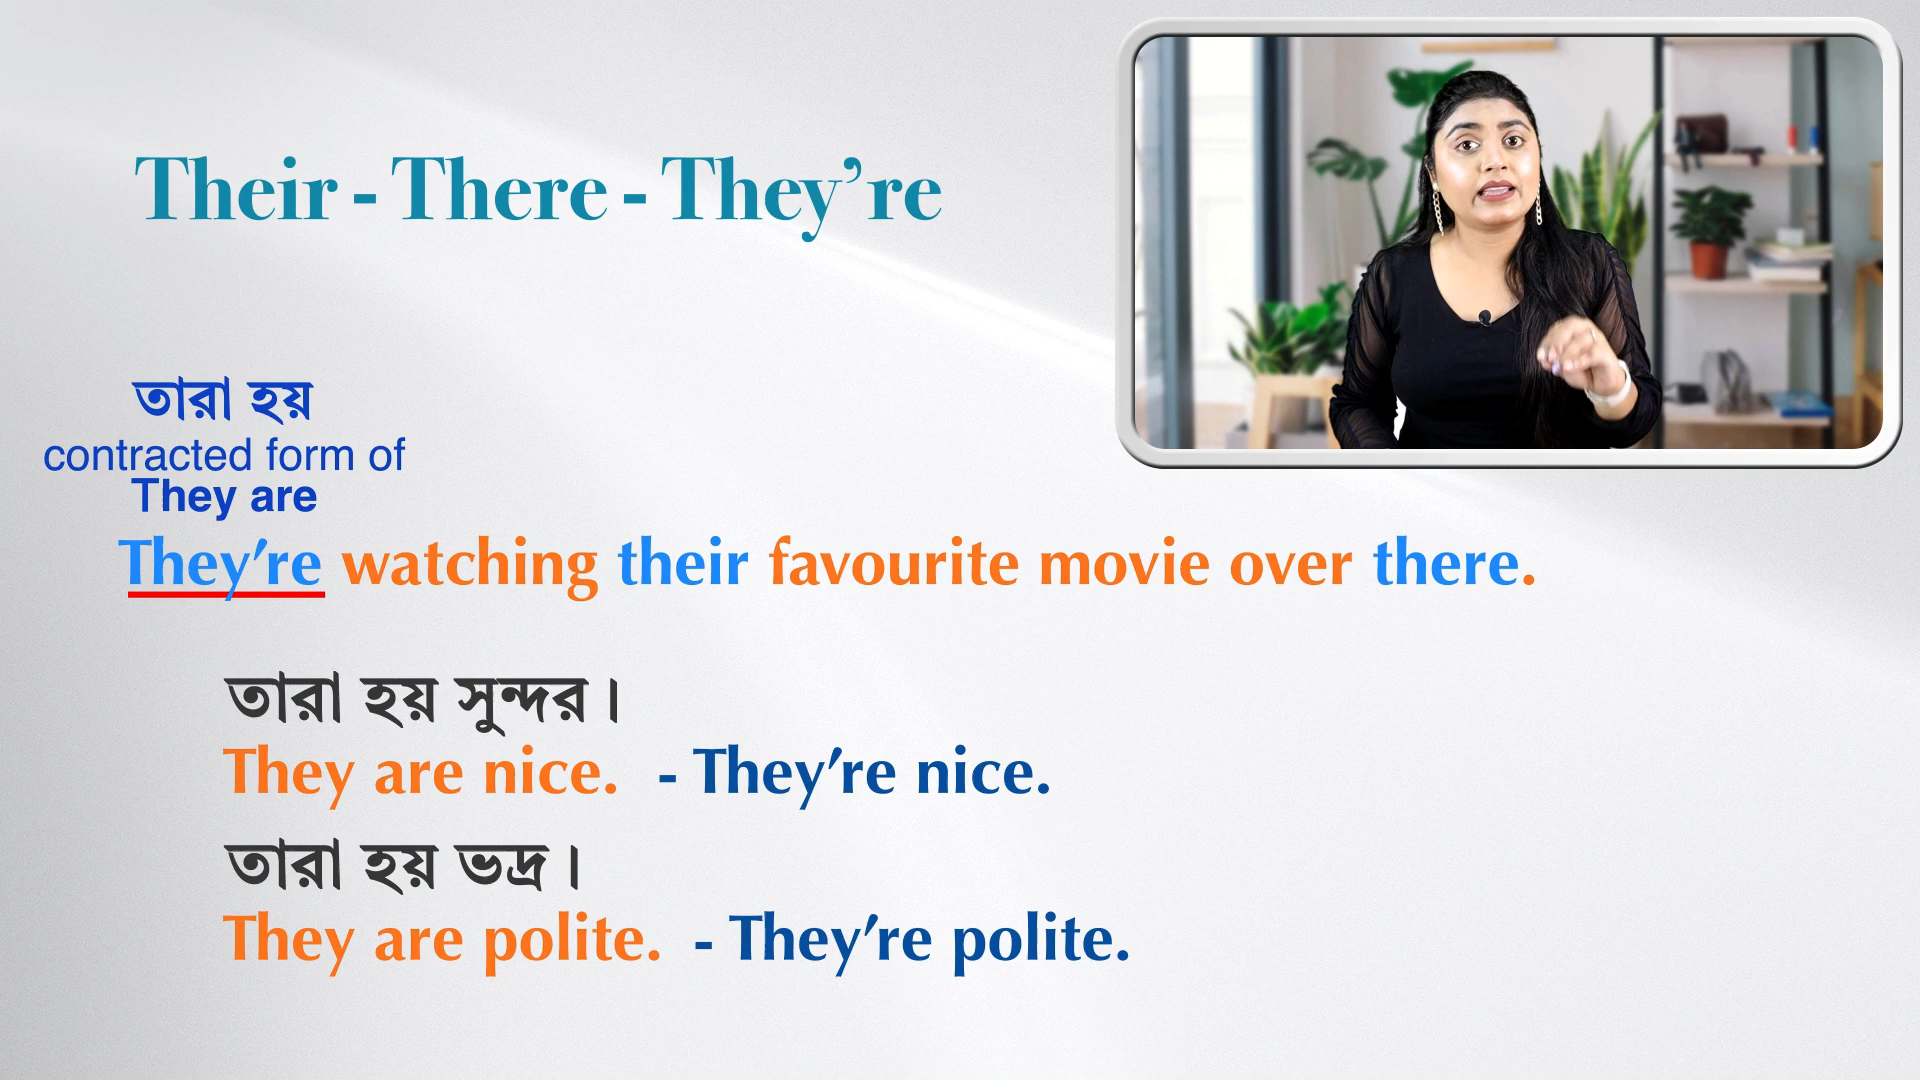 Their - There - They’re
তারা হয়
contracted form of
They are
They’re watching their favourite movie over there.
তারা হয় সুন্দর।
They are nice. - They’re nice.
তারা হয় ভদ্র।
They are polite. - They’re polite.